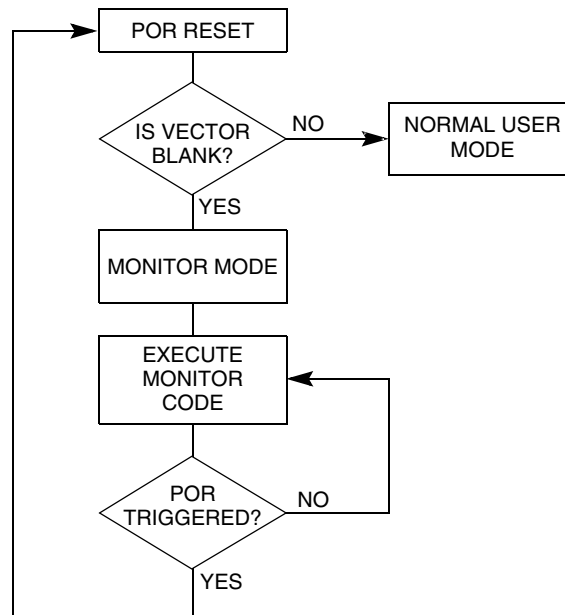 POR RESET
IS VECTOR
BLANK?
NO
NORMAL USER
MODE
YES
MONITOR MODE
EXECUTE
MONITOR
CODE
POR
TRIGGERED?
NO
YES